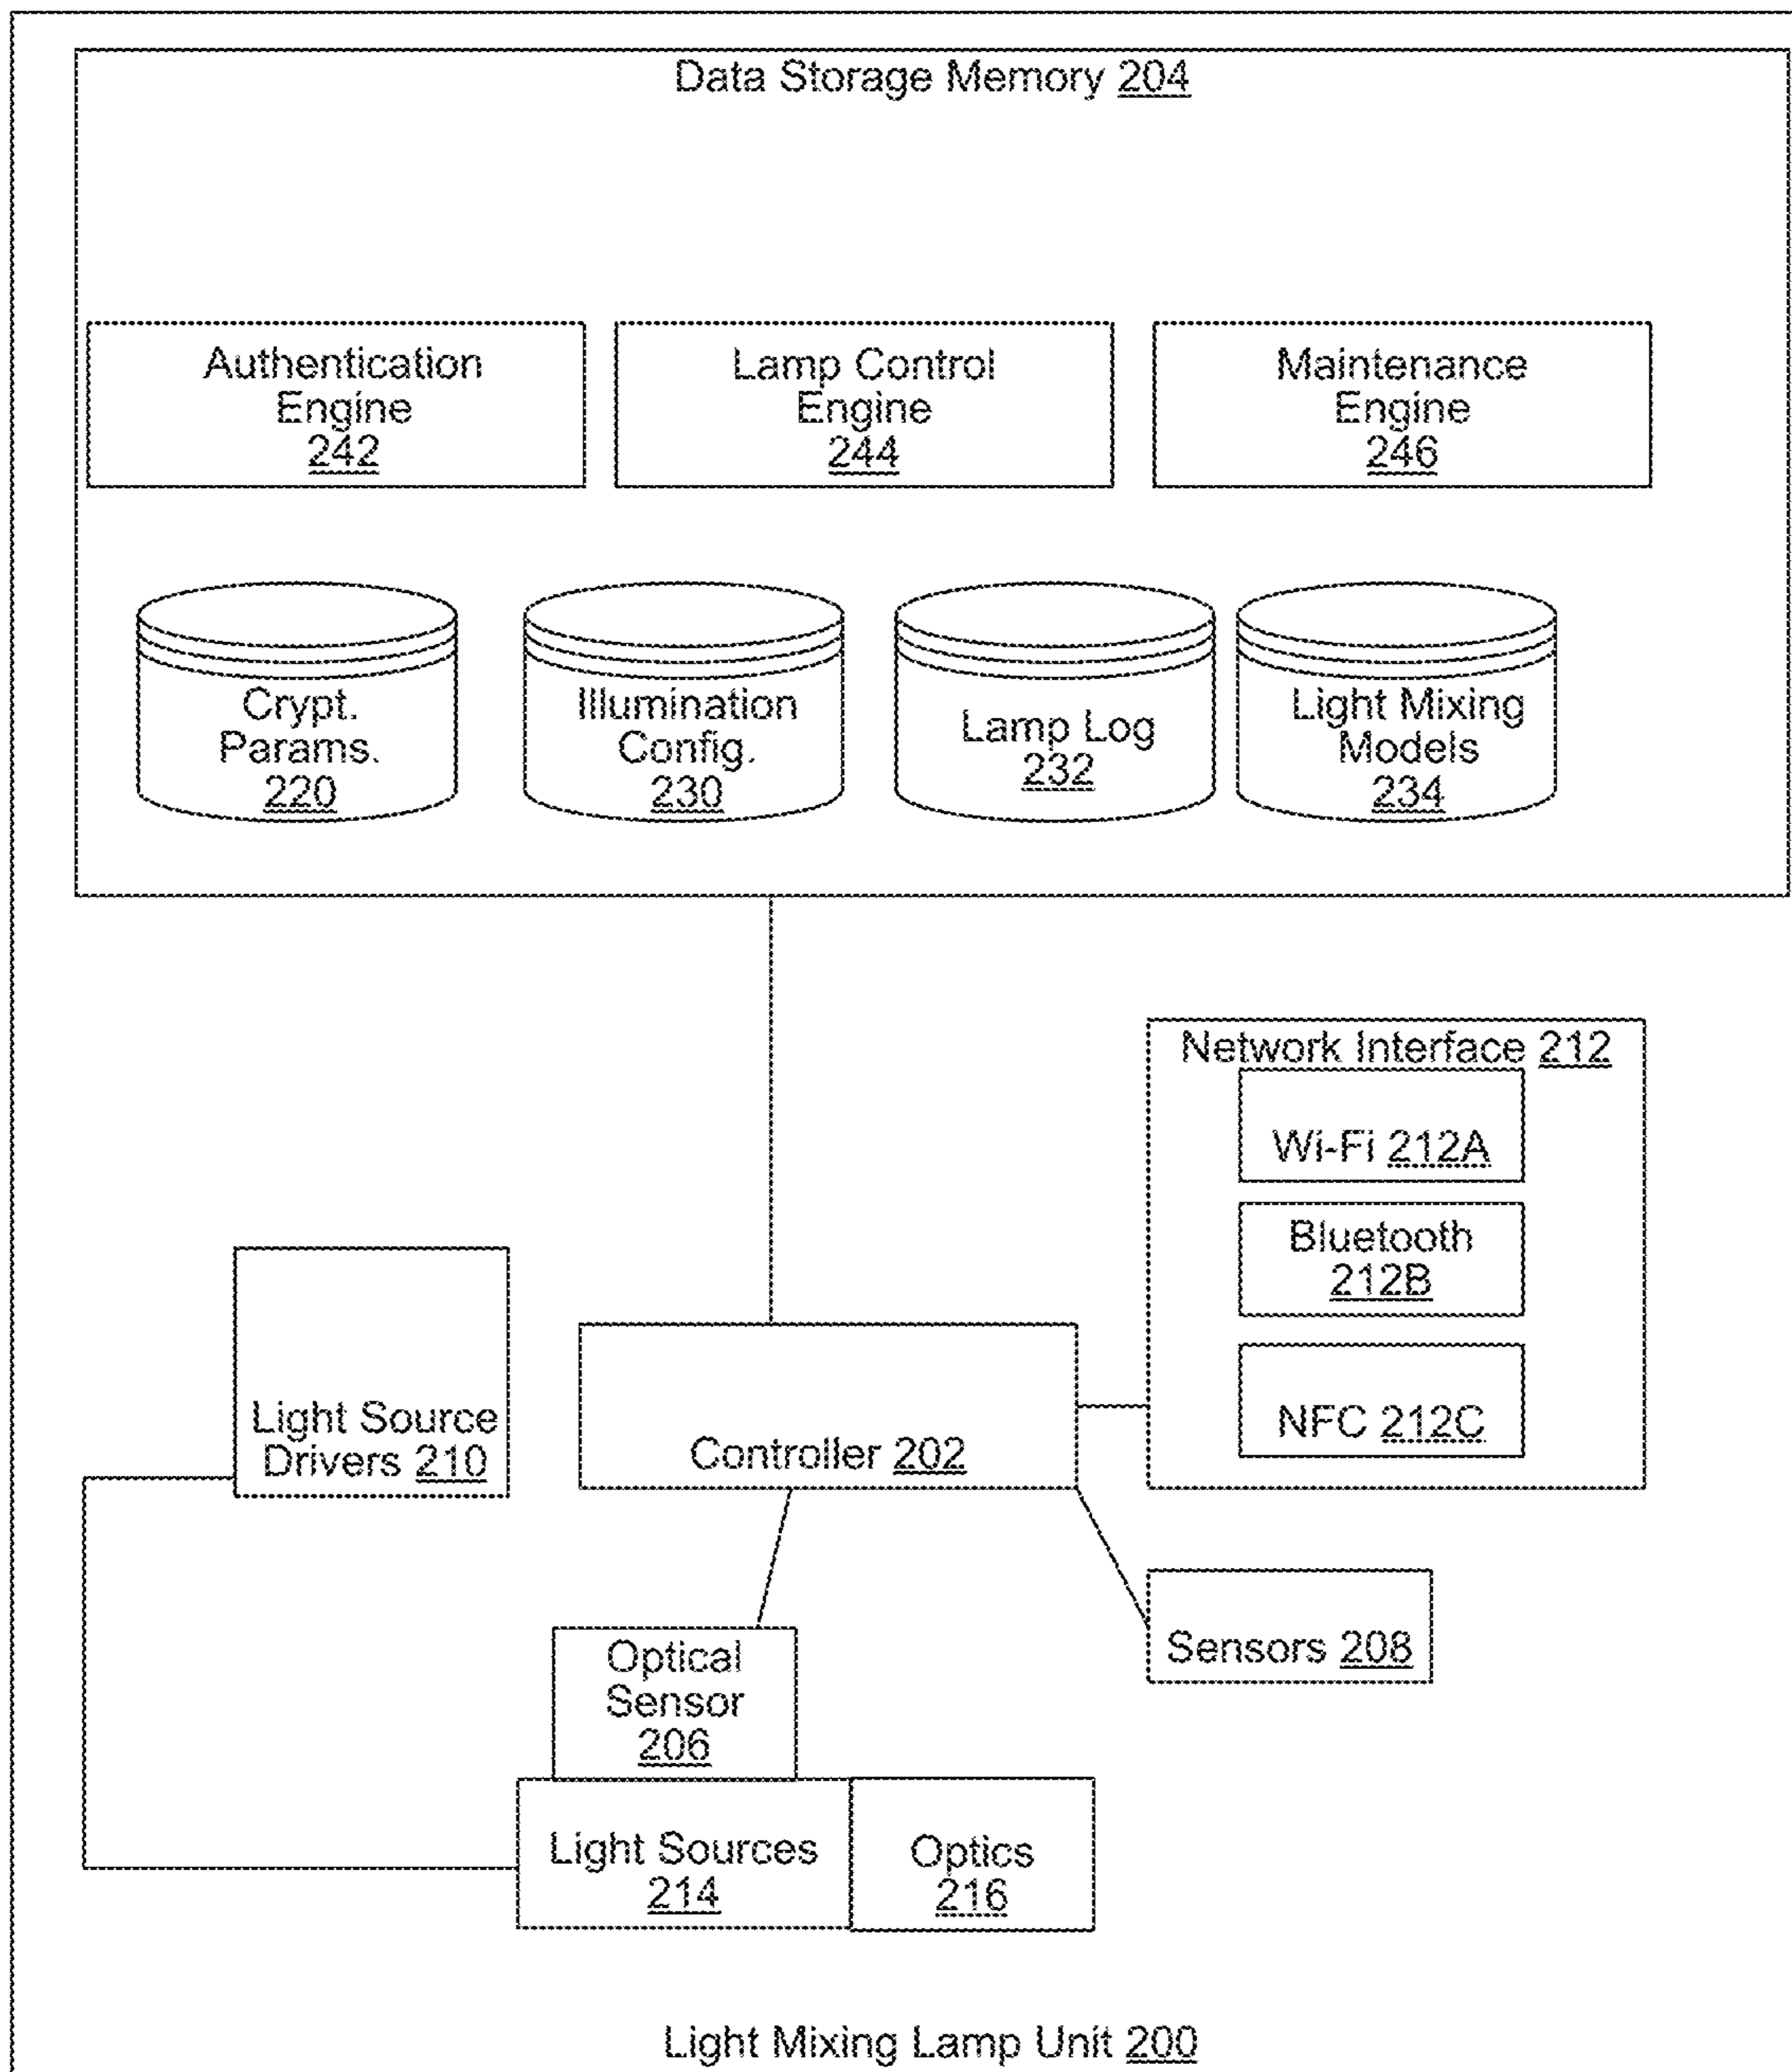 Data Storage Memory 204
Authentication
Engine
242
Lamp Control
Engine
244
Maintenance
Engine
246
Crypt.
Params.
220
Illumination
Config.
230
Lamp Log
232
Light Mixing
Models
234
Network Interface 212
Wi-Fi 212A
Bluetooth
212B
NFC 212C
Light Source
Drivers 210
Controller 202
Optical
Sensor
206
Sensors 208
Light Sources
214
Optics
216
Light Mixing Lamp Unit 200